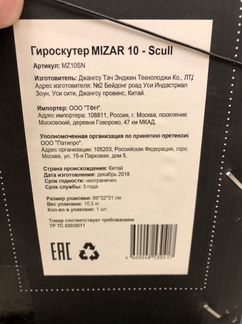 Гироскутер MIZAR 10 - Scull
Артикул: MZ10SN
Изготовитель: Джангсу Тач Энджин Технолоджи Ко., ЛТД
Адрес изготовителя: №2 Бейдонг роад Уси Индастриал
Зоун, Уси сити, Джангсу провинс, Китай.
Импортер: ООО "ТФН"
Адрес импортера: 108811, Россия, г. Москва, поселение
Московский, деревня Говорово, 47 км МКАД.
Уполномоченная организация по принятию претензий
ООО "Патипро".
Адрес организации: 105203, Российская Федерация, город
Москва, ул. 15-я Парковая, дом 5.
Страна происхождения: Китай
Дата изготовления: декабрь 2018
Срок годности: неограничен.
Срок службы: 3 года
Размер упаковки: 69*32*31 см.
Вес упаковки: 10,5 кг.
Кол-во в упаковке: 1 шт.
Товар соответствует требованиям
ТР ТС 020/2011
EAC